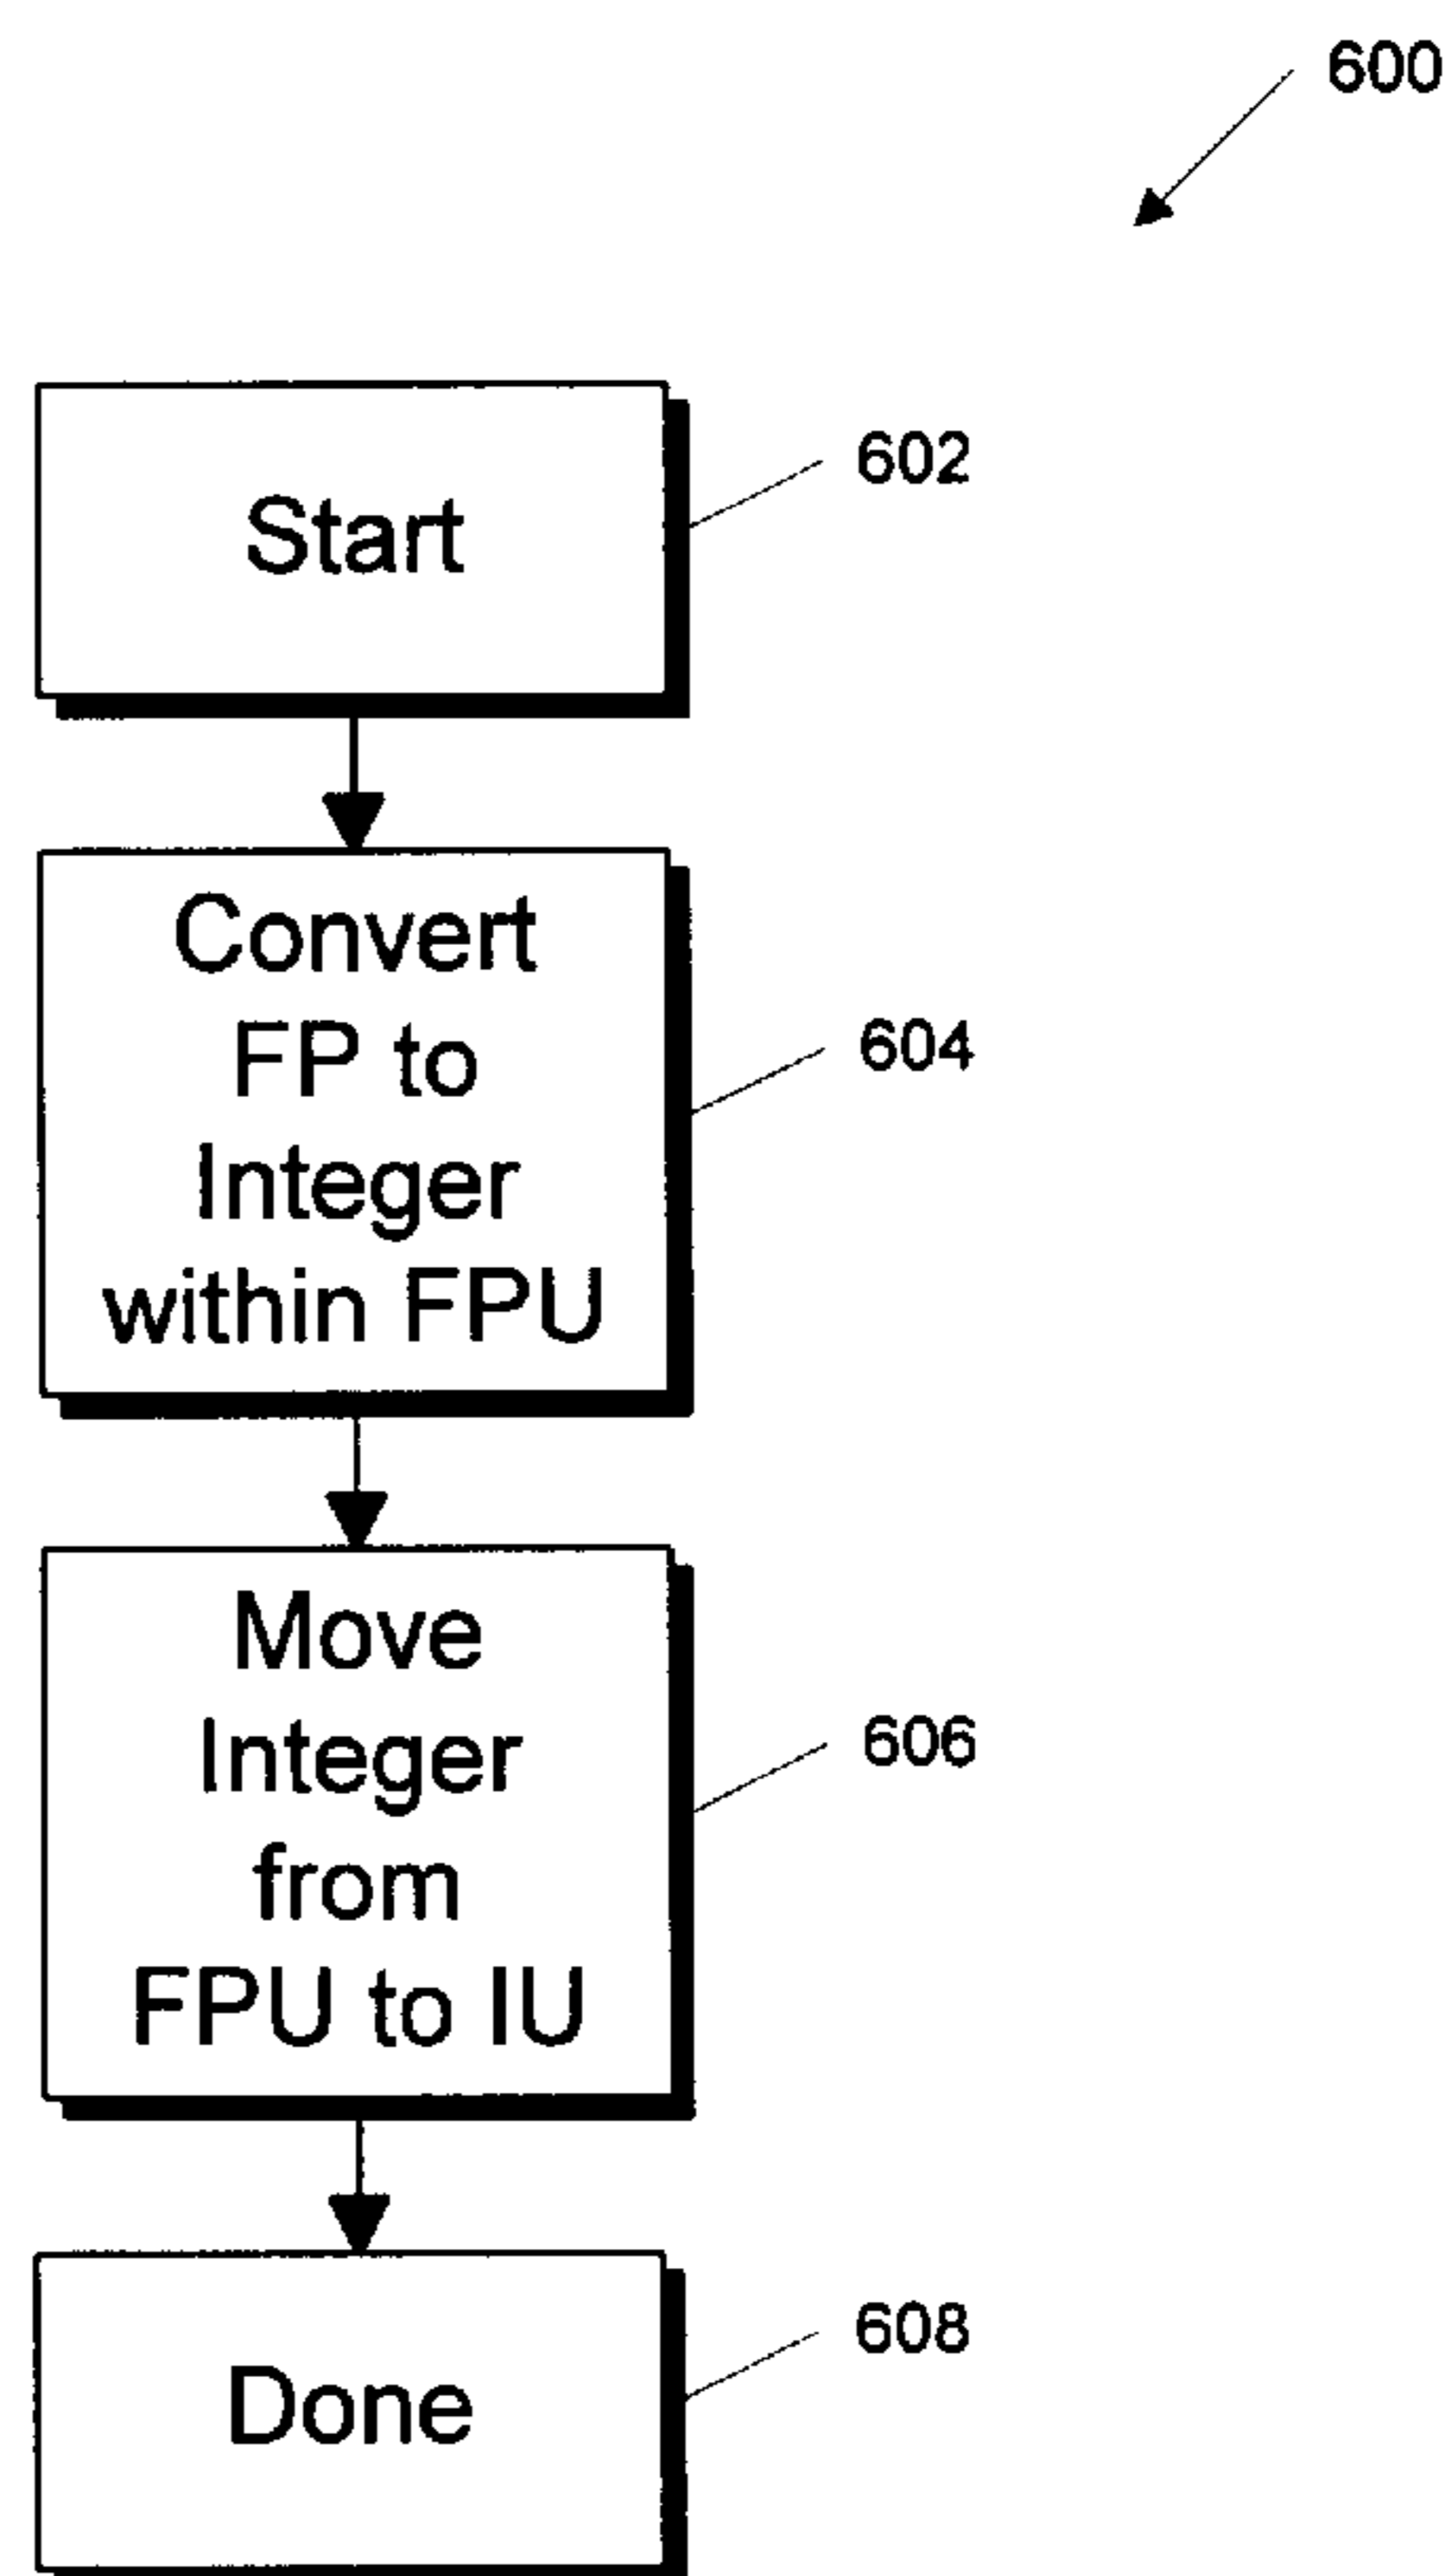 600
Start
602
Convert
FP to
Integer
within FPU
604
Move
Integer
from
FPU to IU
606
Done
608